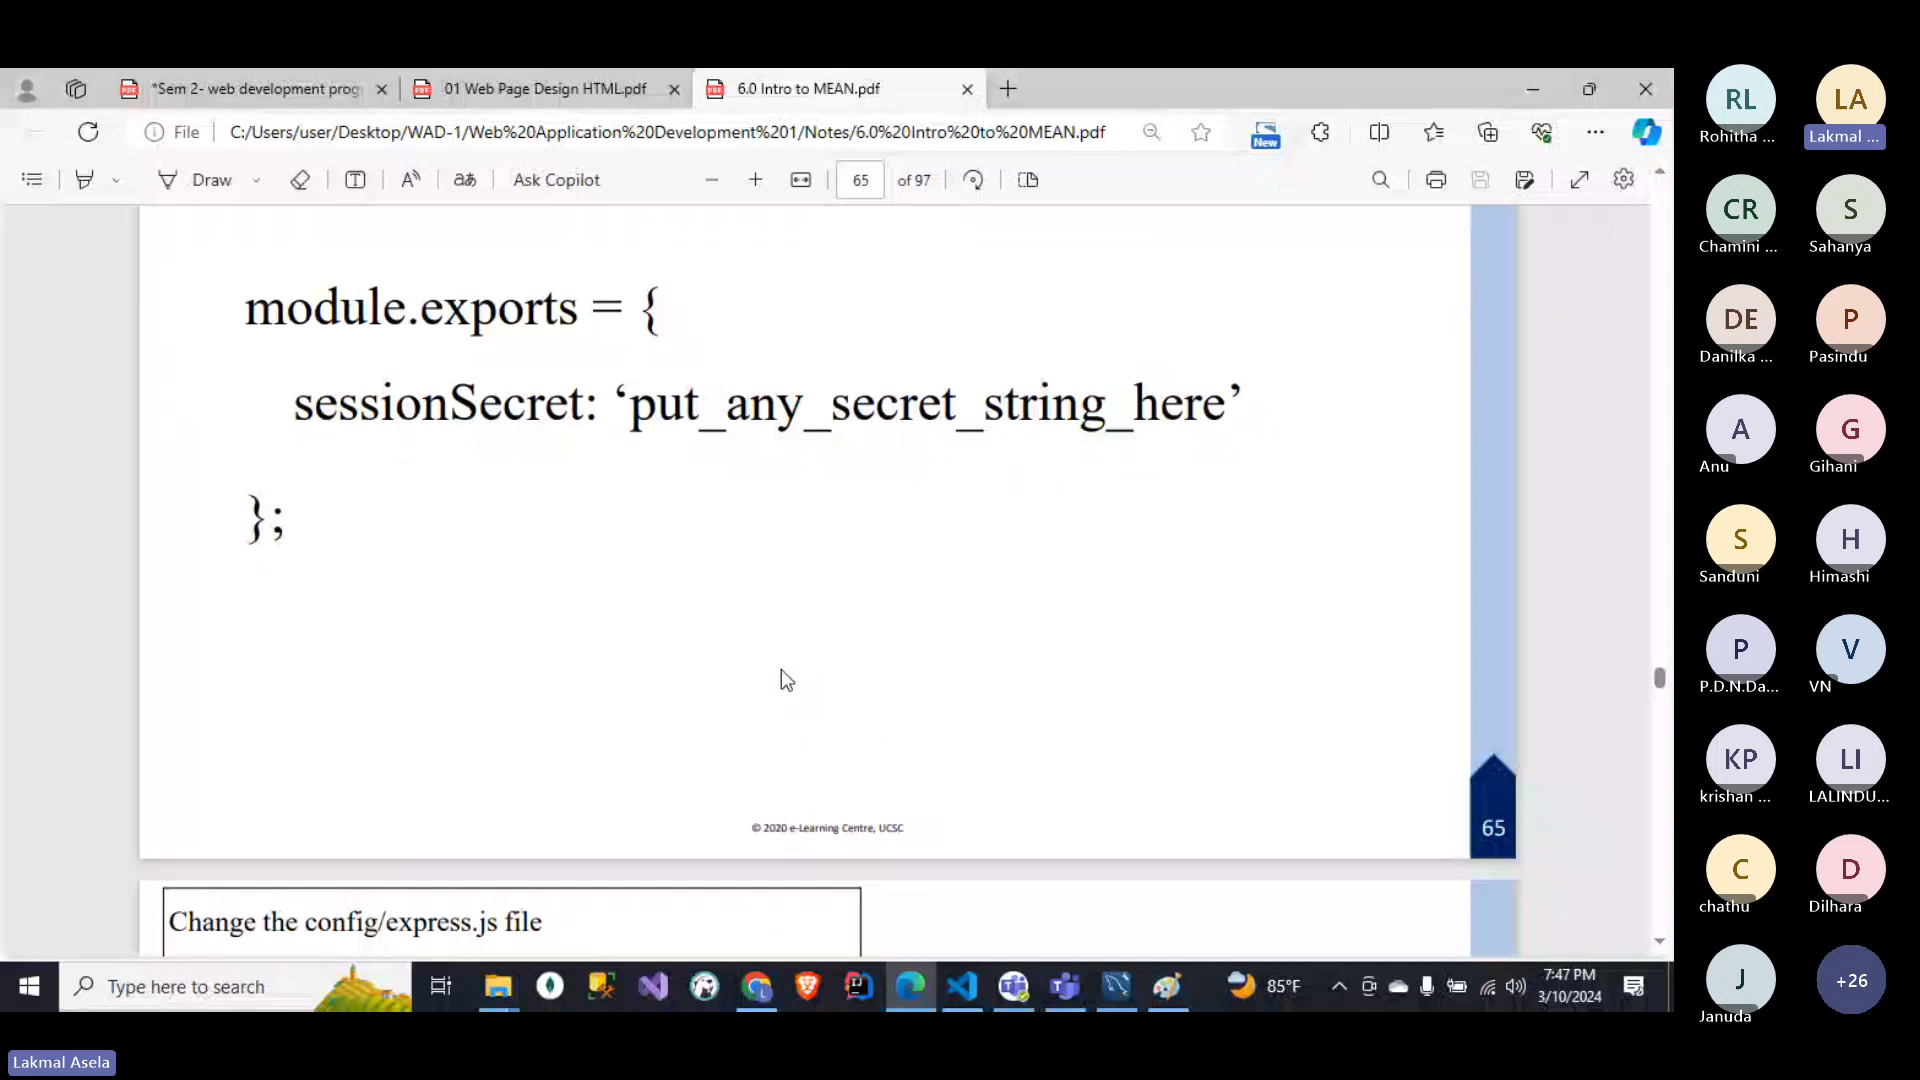 *Sem 2- web development prog
01 Web Page Design HTML.pdf
6.0 Intro to MEAN.pdf
File
C:/Users/user/Desktop/WAD-1/Web%20Application%20Development%201/Notes/6.0%20Intro%20to%20MEAN.pdf
New
Draw
Ask Copilot
65
of 97
module.exports = {
sessionSecret: ‘put_any_secret_string_here’
};
© 2020 e-Learning Centre, UCSC
65
Change the config/express.js file
Type here to search
85°F
7:47 PM
3/10/2024
Lakmal Asela
RL
Rohitha ...
LA
Lakmal ...
CR
Chamini ...
S
Sahanya
DE
Danilka ...
P
Pasindu
A
Anu
G
Gihani
S
Sanduni
H
Himashi
P
P.D.N.Da...
V
VN
KP
krishan ...
LI
LALINDU...
C
chathu
D
Dilhara
J
Januda
+26